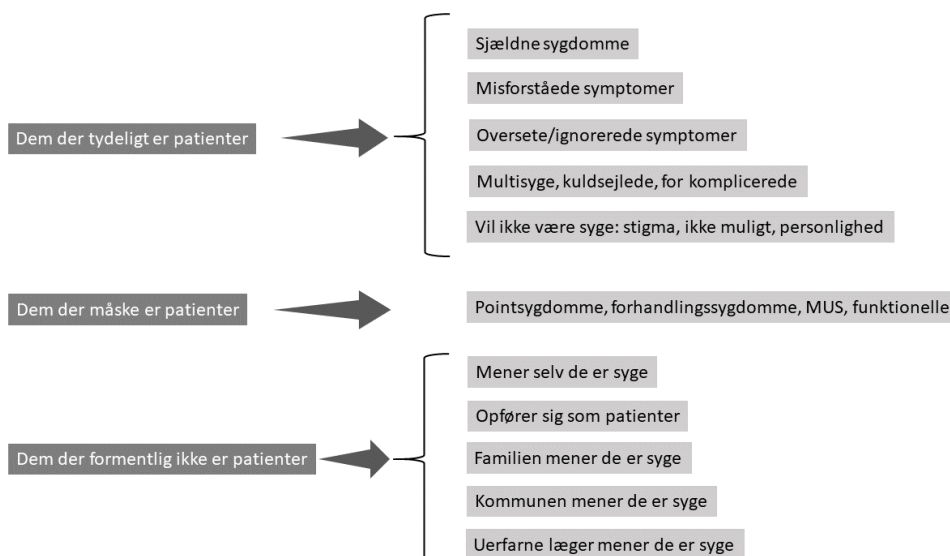 Dem der tydeligt er patienter
Sjældne sygdomme
Misforståede symptomer
Oversete/ignorerede symptomer
Multisyge, kuldsejlede, for komplicerede
Vil ikke være syge: stigma, ikke muligt, personlighed
Dem der måske er patienter
Pointsygdomme, forhandlingssygdomme, MUS, funktionelle
Dem der formentlig ikke er patienter
Mener selv de er syge
Opfører sig som patienter
Familien mener de er syge
Kommunen mener de er syge
Uerfarne læger mener de er syge